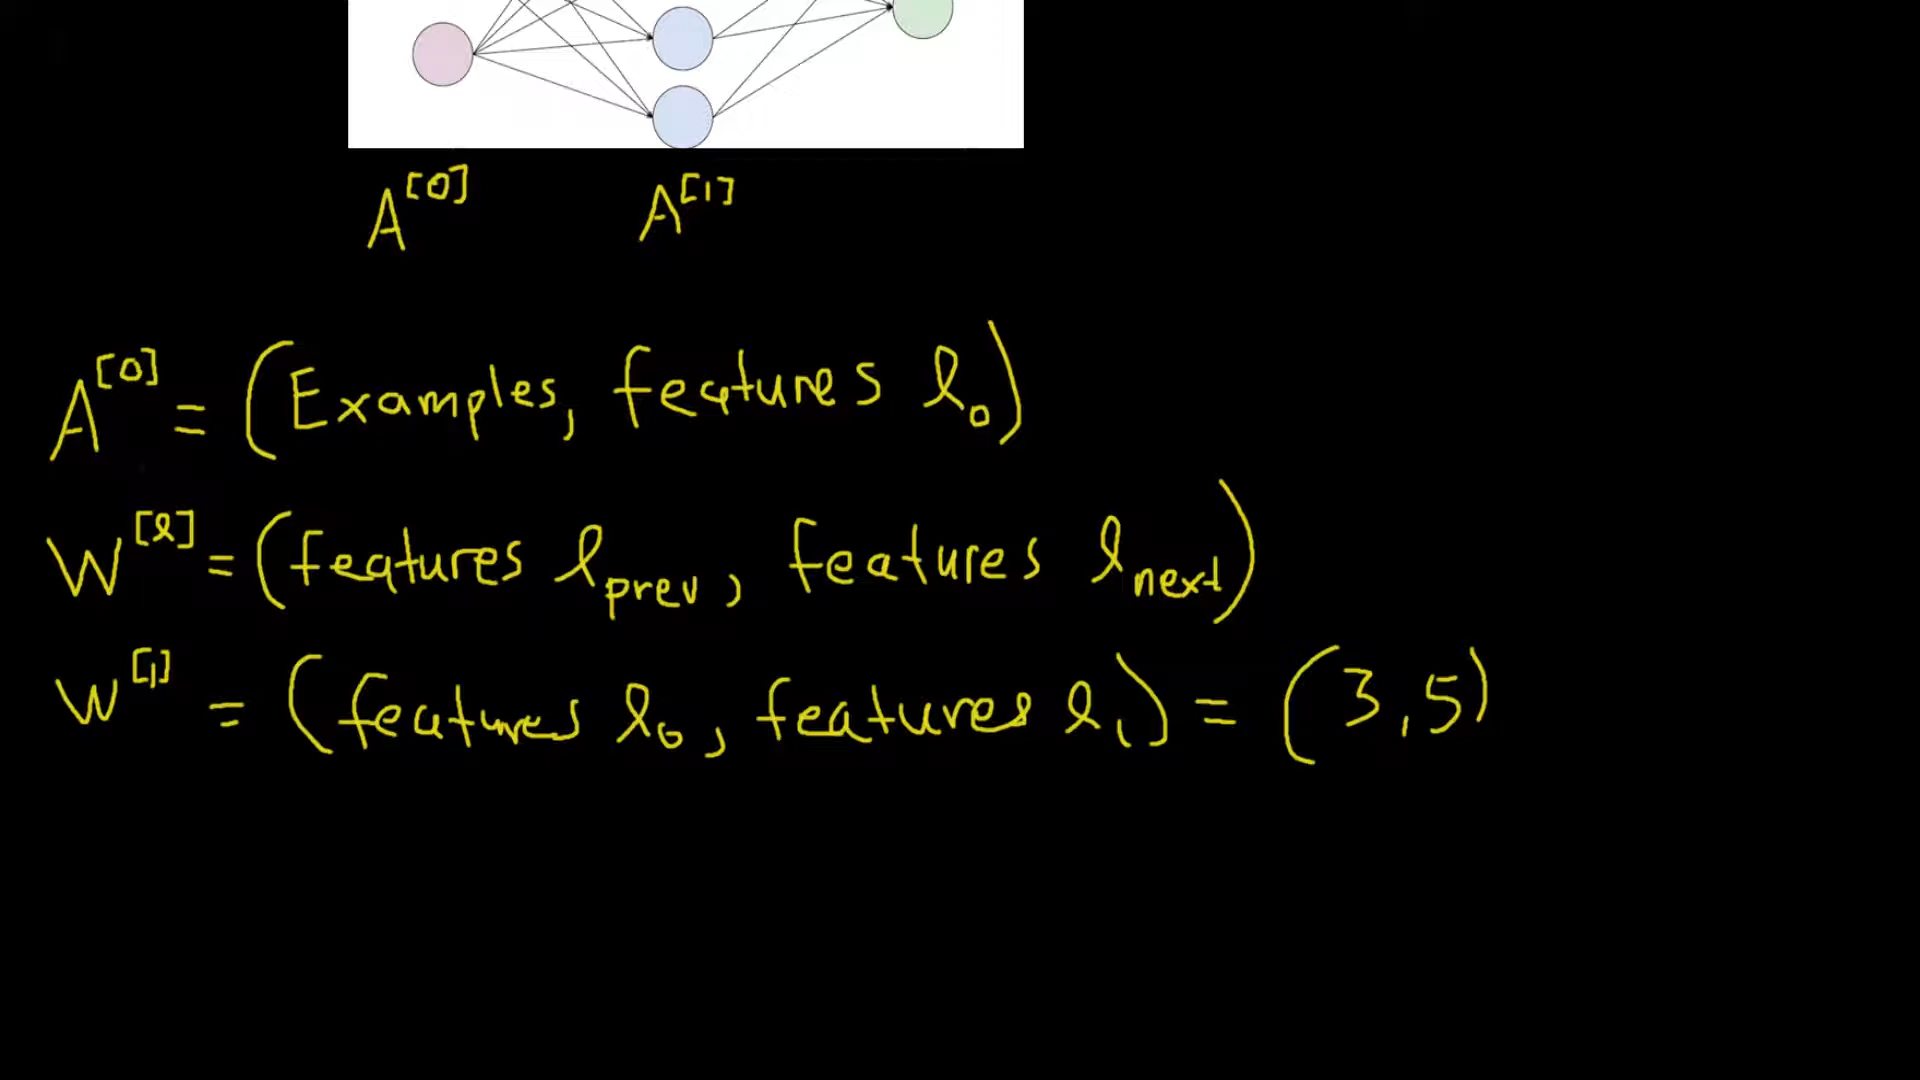 A^[0] A^[1]
A^[0] = (Examples, features l_0)
W^[l] = (features l_prev, features l_next)
W^[1] = (features l_0, features l_1) = (3,5)